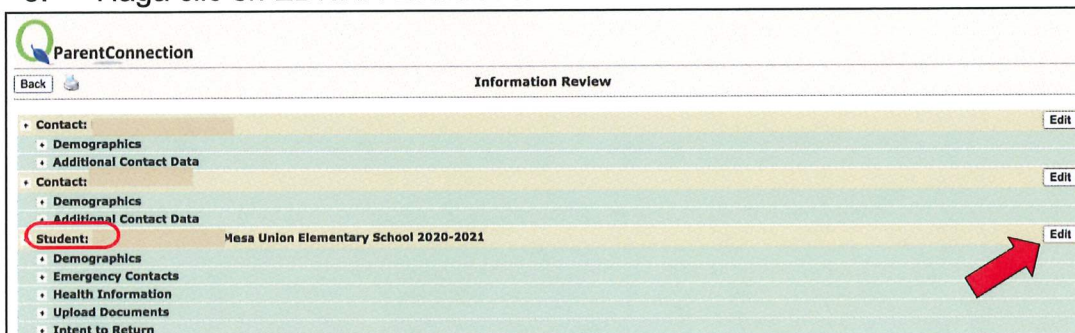 Haga clic en
ParentConnection
Back
Information Review
Contact:
Edit
Demographics
Additional Contact Data
Contact:
Edit
Demographics
Additional Contact Data
Student: Mesa Union Elementary School 2020-2021
Edit
Demographics
Emergency Contacts
Health Information
Upload Documents
Intent to Return